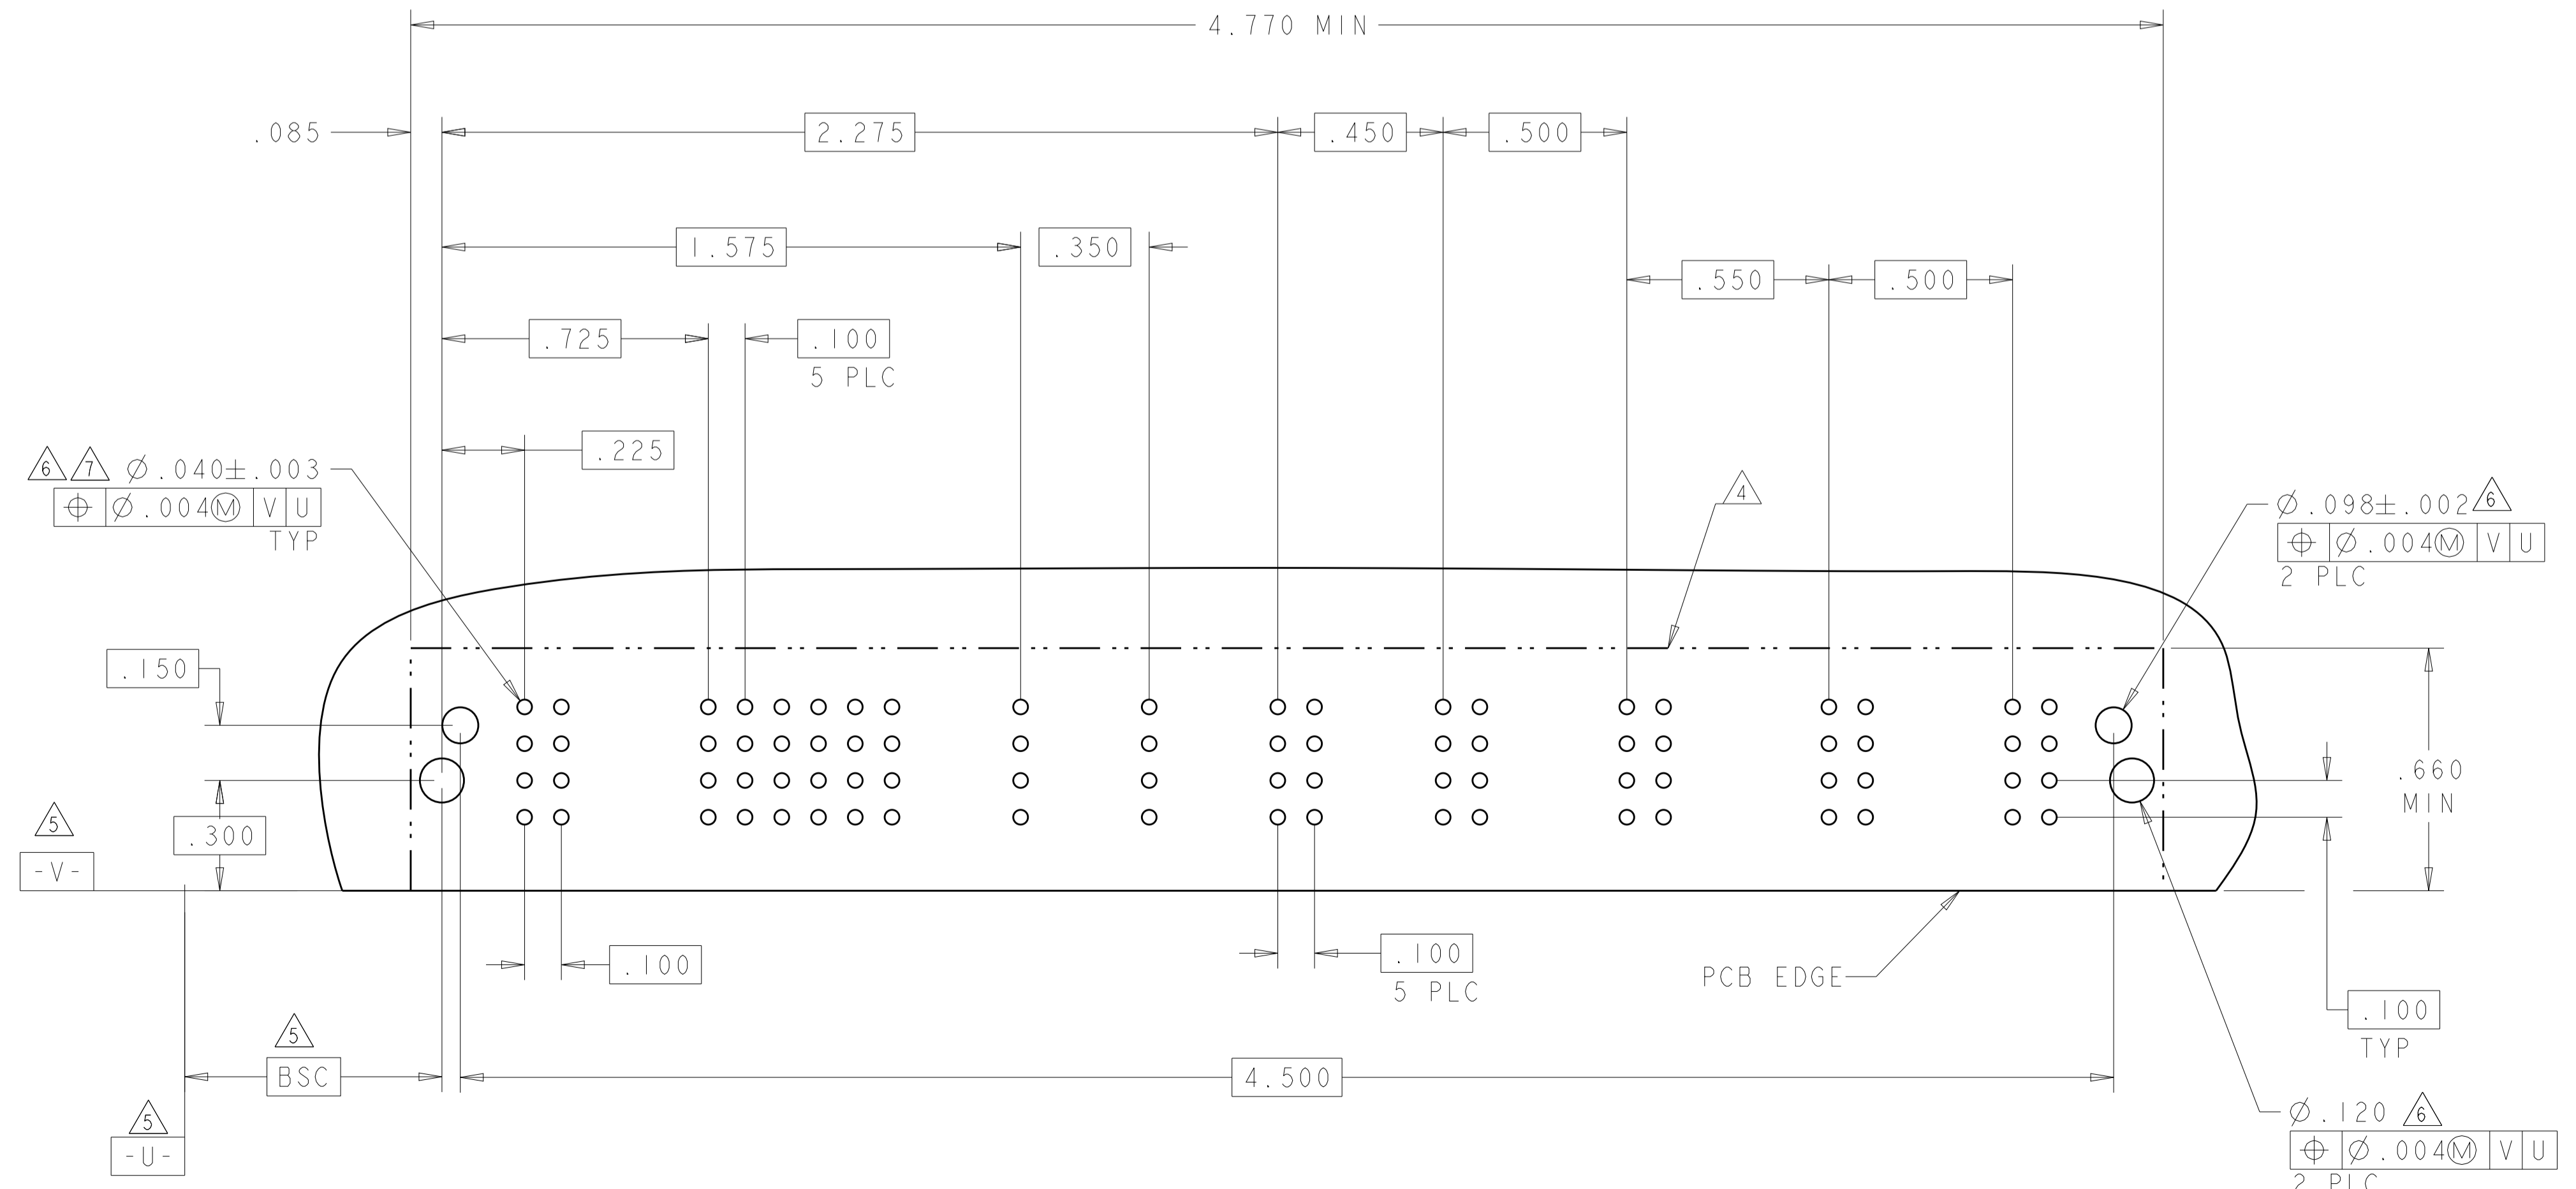 4.770 MIN
.085
2.275
.450
.500
1.575
.350
.550
.500
.725
.100
5 PLC
.225
6 7 Ø.040±.003
⌖ Ø.004Ⓜ V U
TYP
4
Ø.098±.002 6
⌖ Ø.004Ⓜ V U
2 PLC
.150
.660
MIN
5
.300
-V-
.100
.100
5 PLC
PCB EDGE
.100
TYP
5
BSC
4.500
5
-U-
Ø.120 6
⌖ Ø.004Ⓜ V U
2 PLC